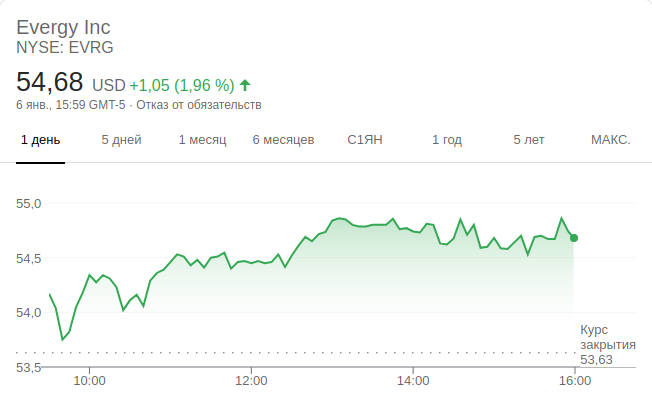 Evergy Inc
NYSE: EVRG
54,68 USD +1,05 (1,96 %)
6 янв., 15:59 GMT-5 · Отказ от обязательств
1 день 5 дней 1 месяц 6 месяцев С1ЯН 1 год 5 лет МАКС.
55,0
54,5
54,0
Курс
закрытия
53,63
53,5
10:00 12:00 14:00 16:00